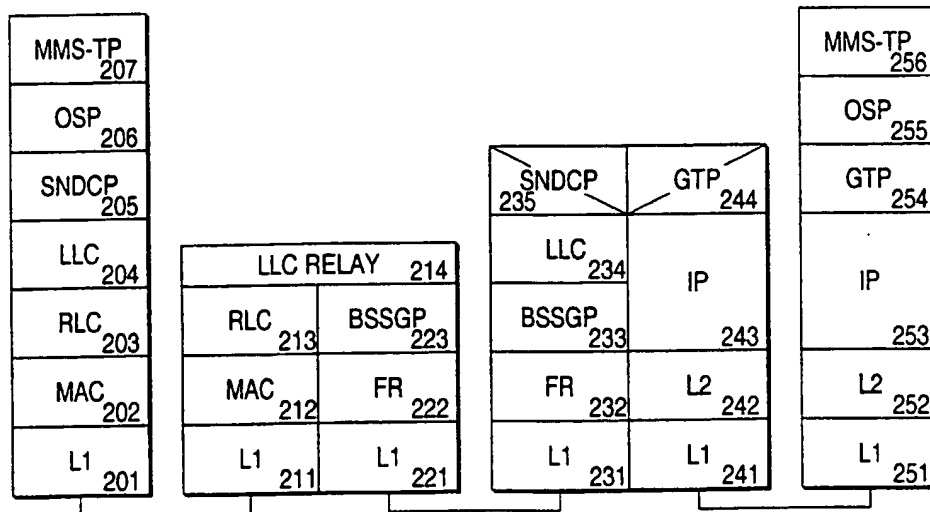 MMS-TP
207
OSP
206
SNDCP
205
LLC
204
RLC
203
MAC
202
L1
201
LLC RELAY 214
RLC
213
BSSGP
223
MAC
212
FR
222
L1
211
L1
221
SNDCP
235
GTP
244
LLC
234
IP
243
BSSGP
233
FR
232
L2
242
L1
231
L1
241
MMS-TP
256
OSP
255
GTP
254
IP
253
L2
252
L1
251